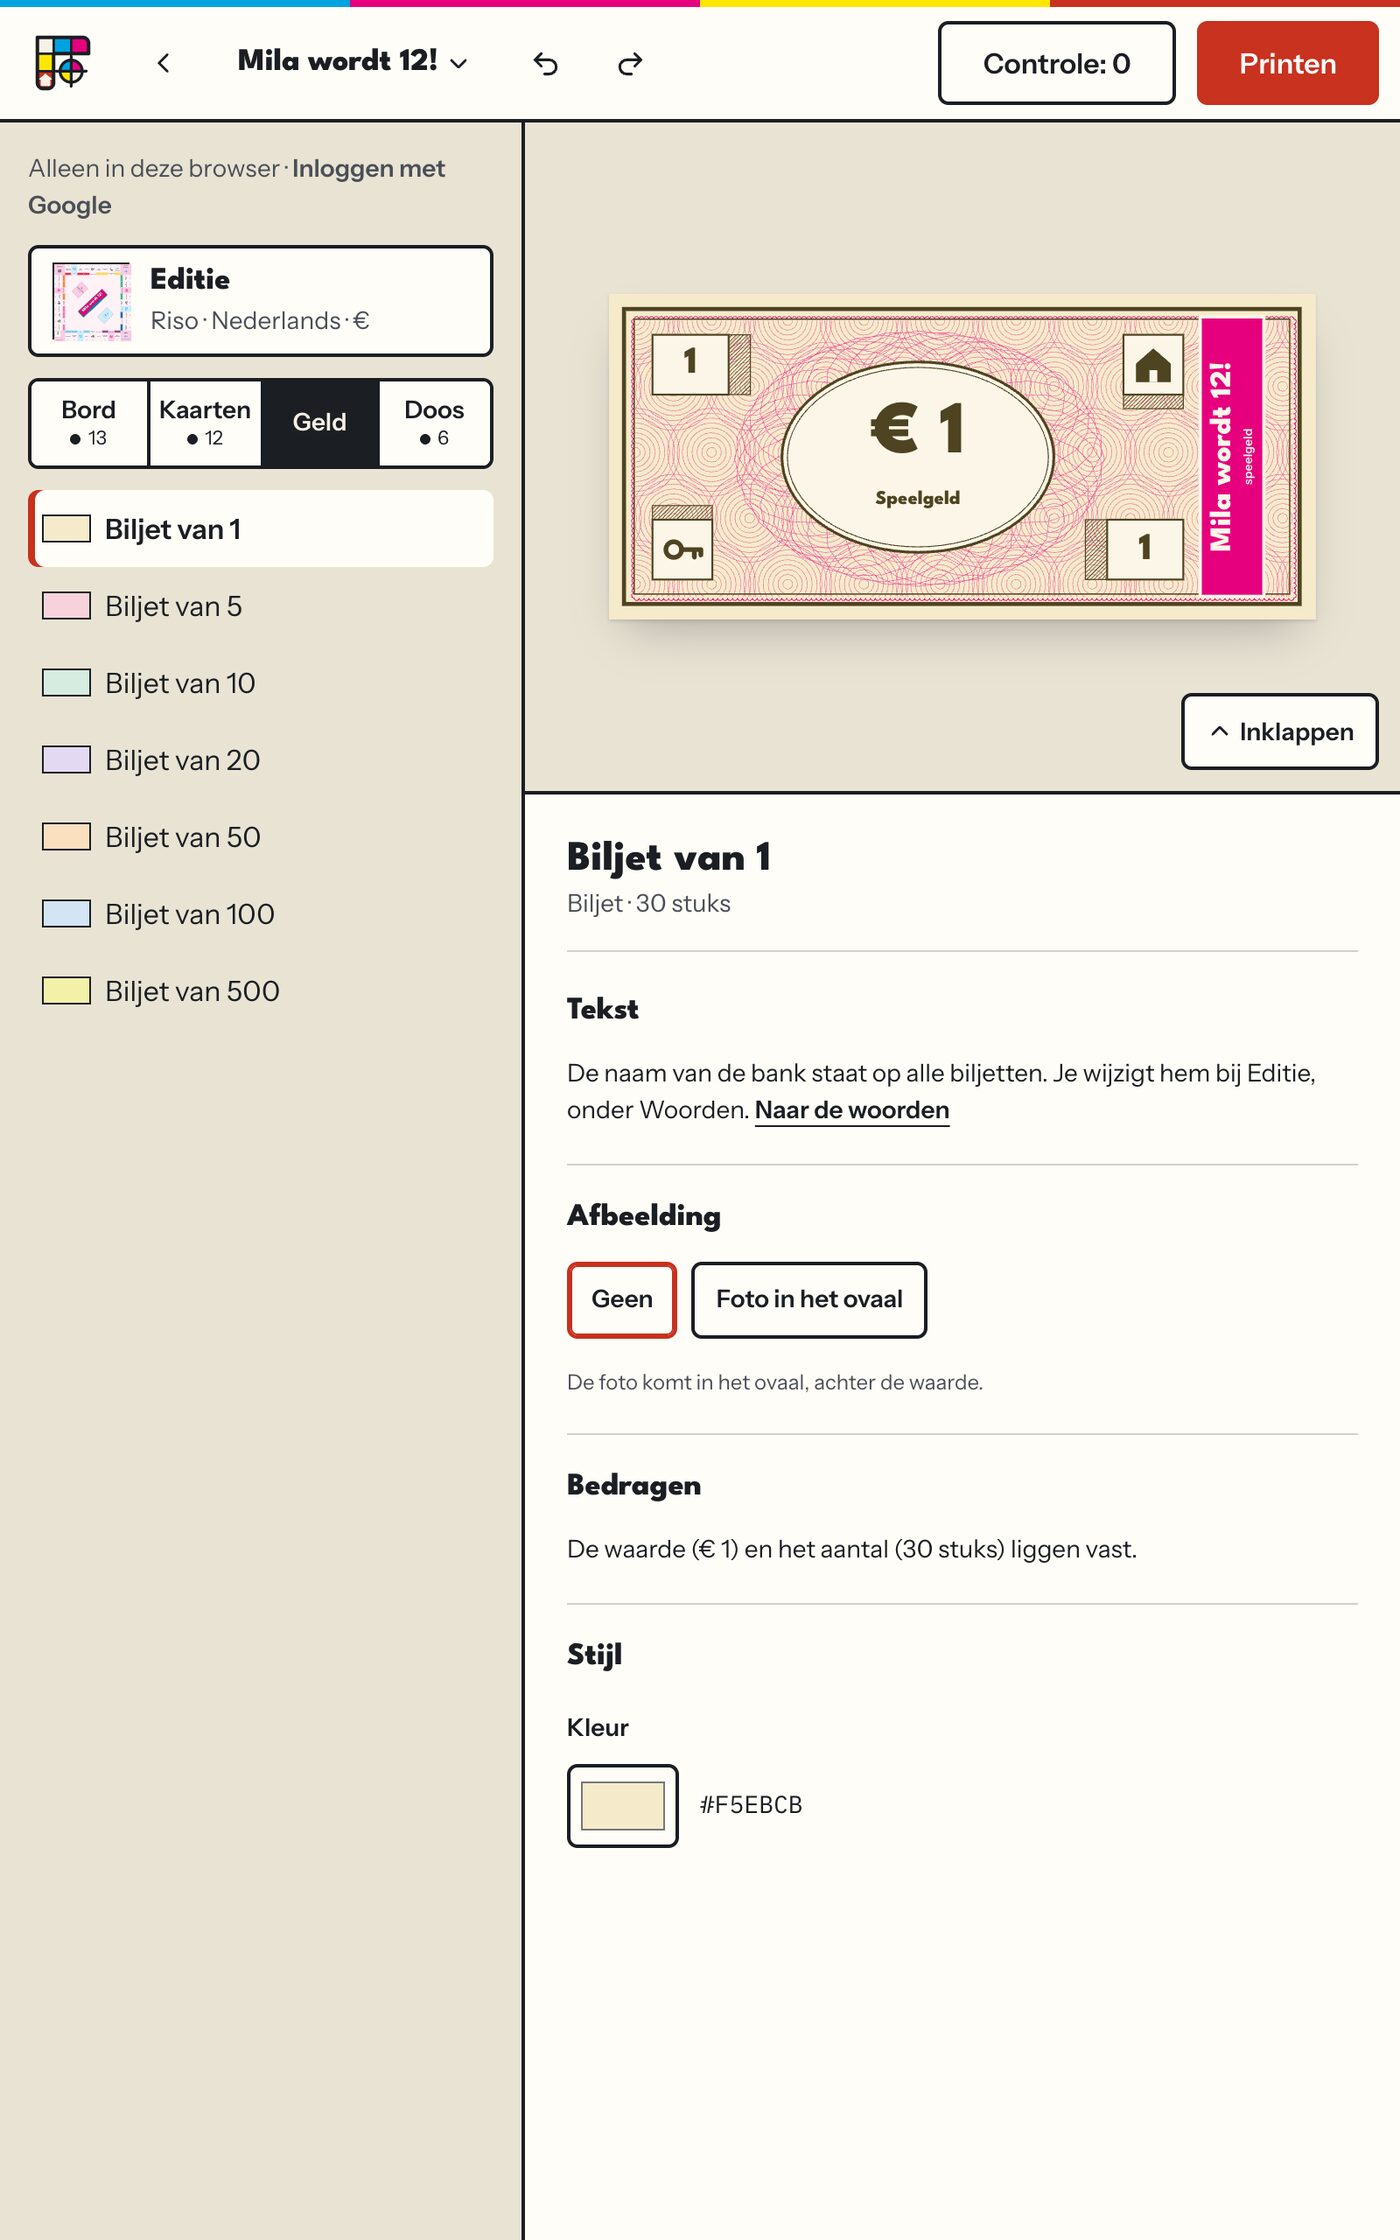 Mila wordt 12!
Controle: 0
Printen
Alleen in deze browser · Inloggen met
Google
Editie
Riso · Nederlands · €
Bord
13
Kaarten
12
Geld
Doos
6
Biljet van 1
Biljet van 5
Biljet van 10
Biljet van 20
Biljet van 50
Biljet van 100
Biljet van 500
1
€ 1
Speelgeld
1
Mila wordt 12!
speelgeld
Inklappen
Biljet van 1
Biljet · 30 stuks
Tekst
De naam van de bank staat op alle biljetten. Je wijzigt hem bij Editie,
onder Woorden. Naar de woorden
Afbeelding
Geen
Foto in het ovaal
De foto komt in het ovaal, achter de waarde.
Bedragen
De waarde (€ 1) en het aantal (30 stuks) liggen vast.
Stijl
Kleur
#F5EBCB